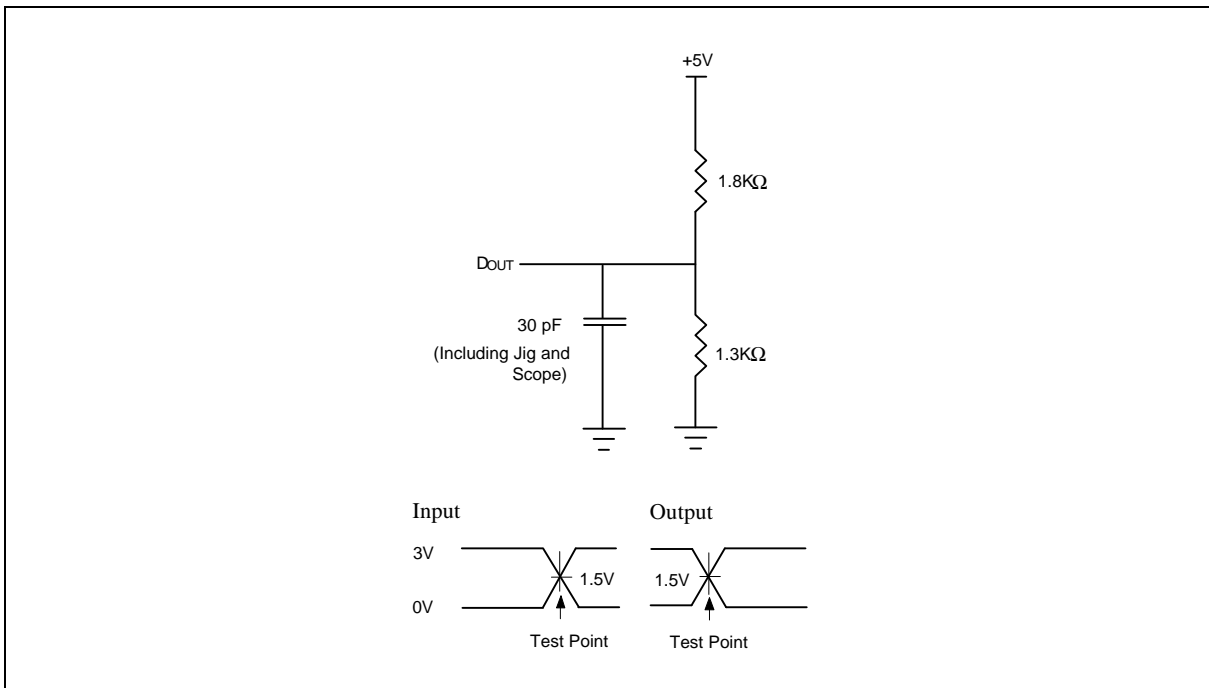 +5V
1.8KΩ
DOUT
30 pF
(Including Jig and
Scope)
1.3KΩ
Input
Output
3V
1.5V
1.5V
0V
Test Point
Test Point